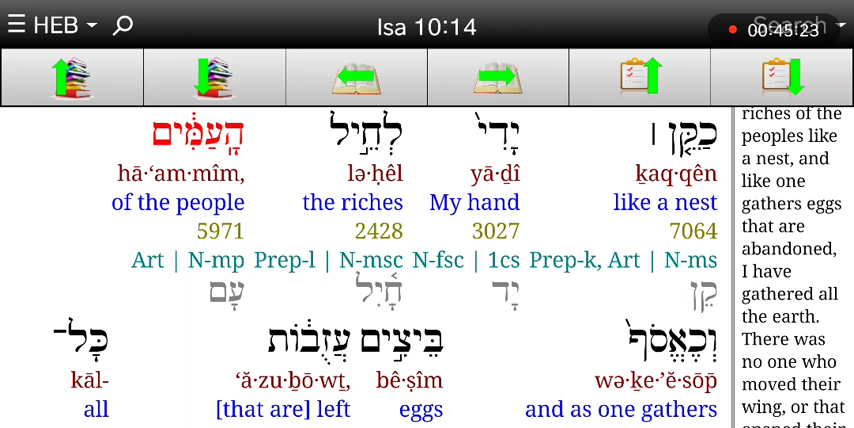 ☰ HEB Isa 10:14 Search 00:45:23
כַקֵּ֤ן ׀ יָדִי֙ לְחֵ֣יל הָֽעַמִּ֔ים
ḵaq·qên yā·ḏî lə·ḥêl hā·‘am·mîm,
like a nest My hand the riches of the people
7064 3027 2428 5971
Prep-k, Art | N-ms N-fsc | 1cs Prep-l | N-msc Art | N-mp
קֵן יָד חַ֫יִל עָם
וְכֶאֱסֹף֙ בֵּיצִ֣ים עֲזֻב֔וֹת כָּל־
wə·ḵe·’ĕ·sōp̄ bê·ṣîm ‘ă·zu·ḇō·wṯ, kāl-
and as one gathers eggs [that are] left all
riches of the
peoples like
a nest, and
like one
gathers eggs
that are
abandoned,
I have
gathered all
the earth.
There was
no one who
moved their
wing, or that
opened their